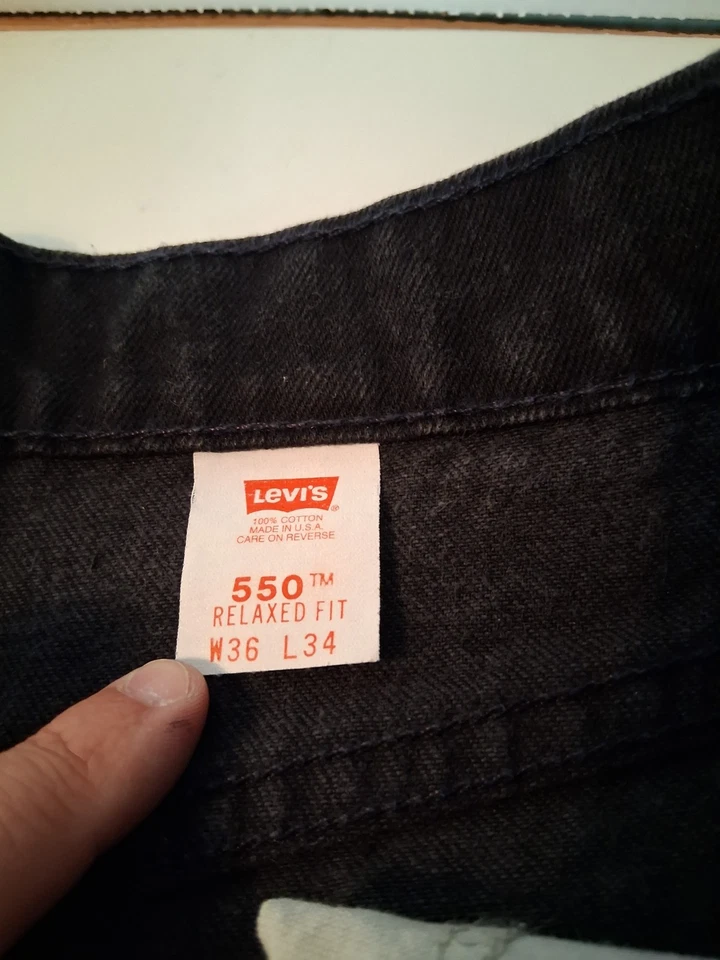 Levi's®
100% COTTON
MADE IN U.S.A.
CARE ON REVERSE
550™
RELAXED FIT
W36 L34